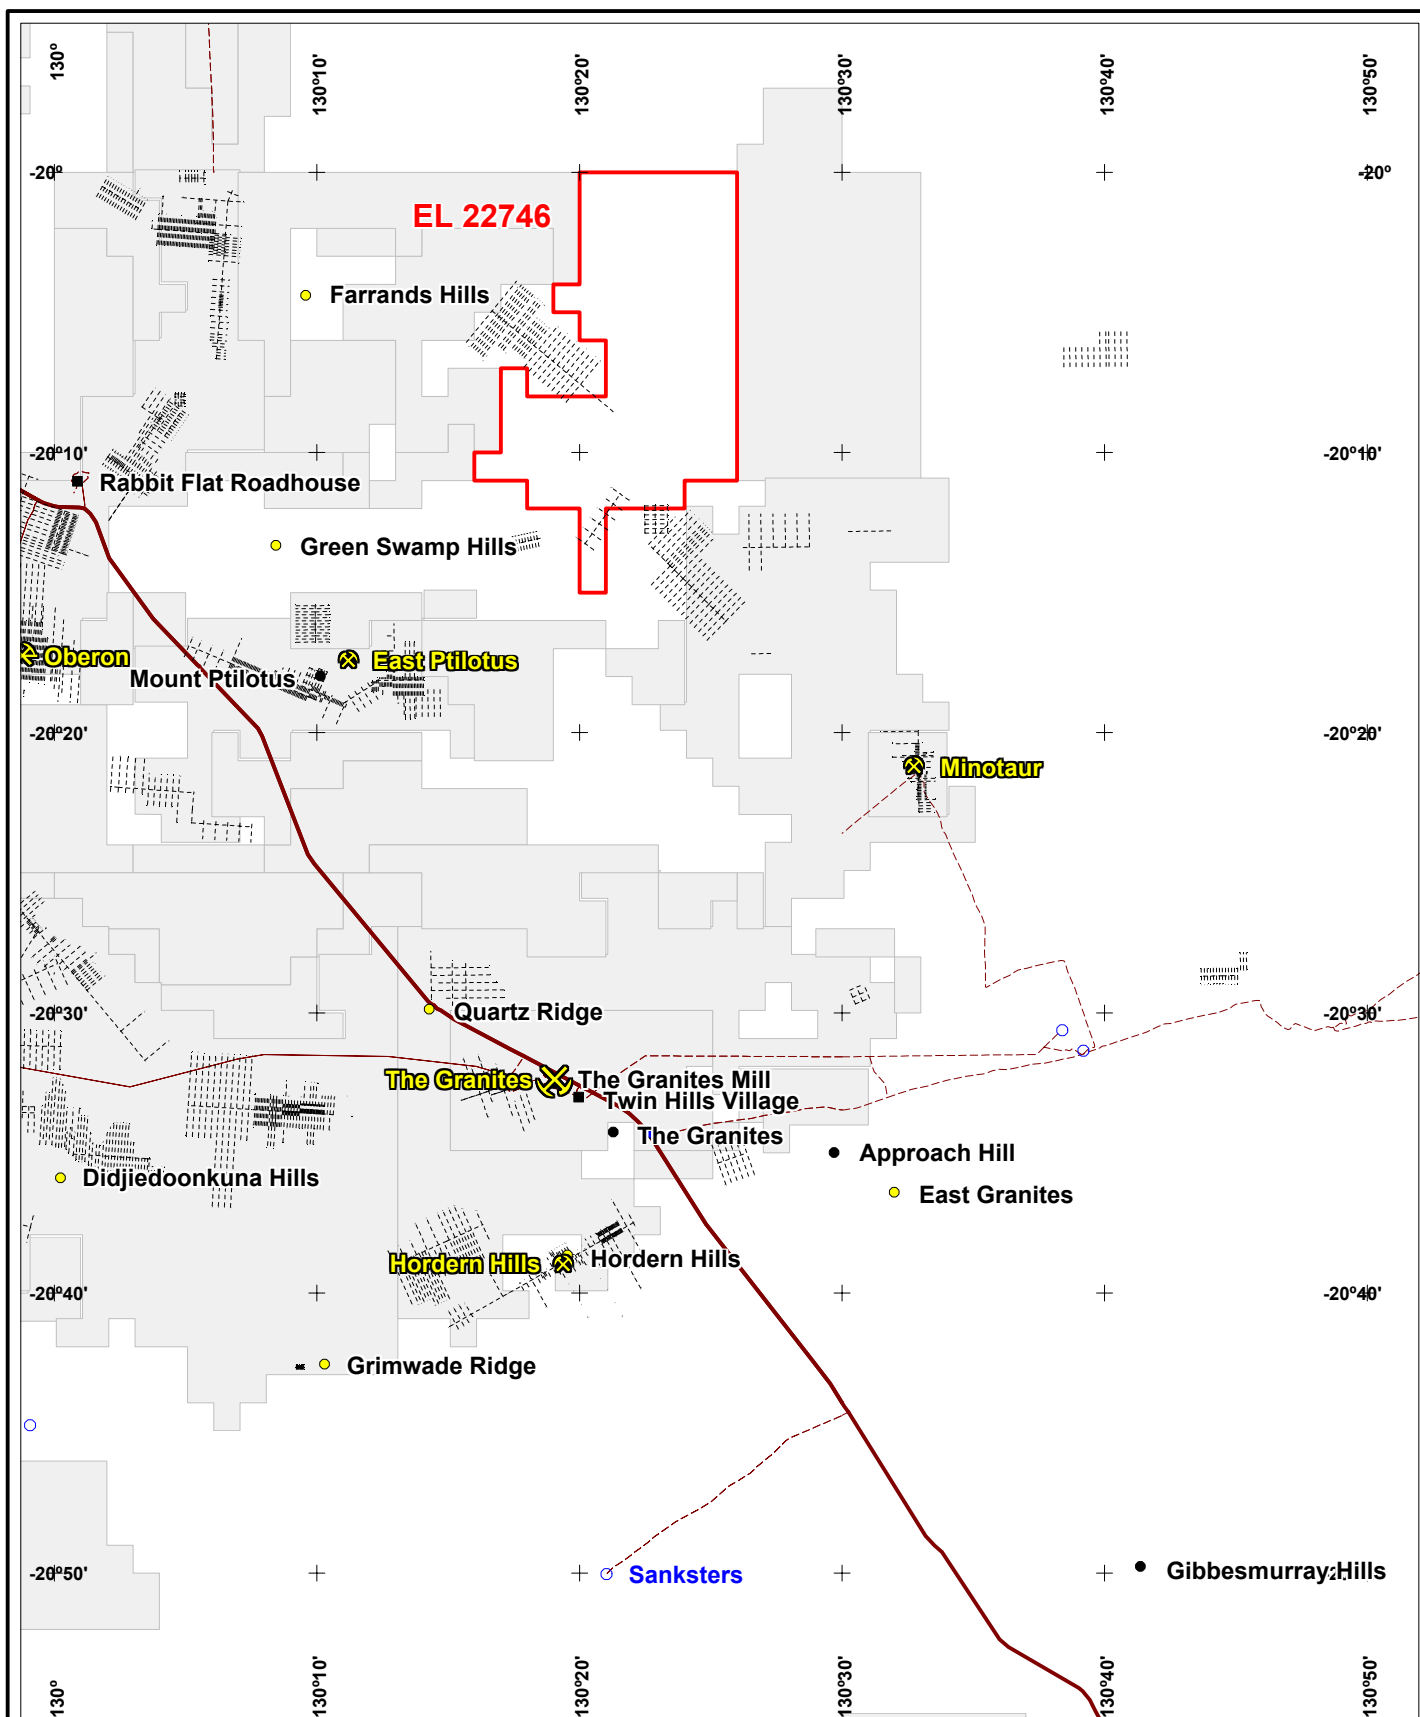 130°
130°10'
130°20'
130°30'
130°40'
130°50'
-20°
-20°
EL 22746
Farrands Hills
-20°10'
-20°10'
Rabbit Flat Roadhouse
Green Swamp Hills
Oberon
East Ptilotus
Mount Ptilotus
-20°20'
-20°20'
Minotaur
-20°30'
Quartz Ridge
-20°30'
The Granites
The Granites Mill
Twin Hills Village
The Granites
Approach Hill
Didjiedoonkuna Hills
East Granites
Hordern Hills
Hordern Hills
-20°40'
-20°40'
Grimwade Ridge
-20°50'
Sanksters
Gibbesmurray Hills
130°
130°10'
130°20'
130°30'
130°40'
130°50'